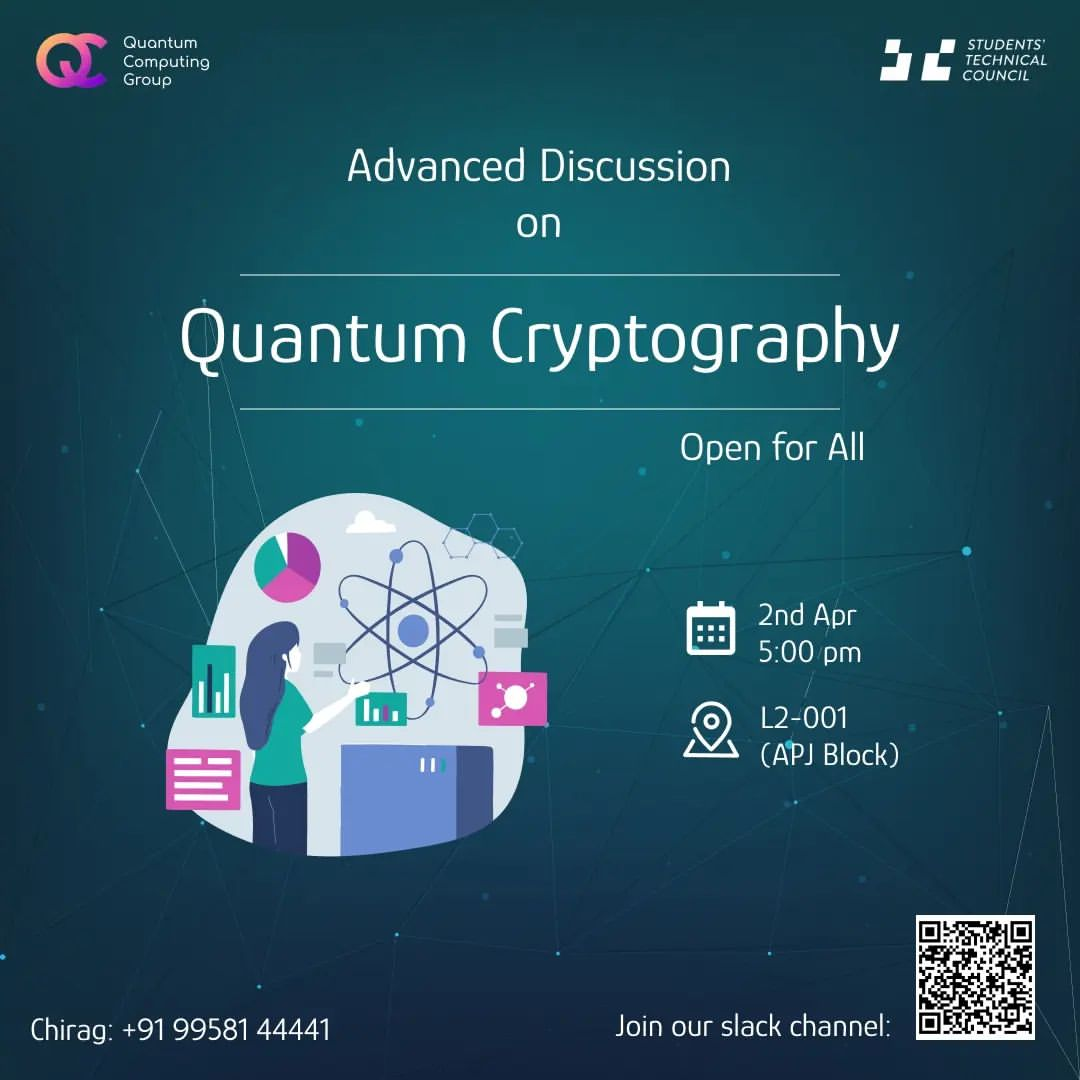 Quantum
Computing
Group
STUDENTS'
TECHNICAL
COUNCIL
Advanced Discussion
on
Quantum Cryptography
Open for All
2nd Apr
5:00 pm
L2-001
(APJ Block)
Chirag: +91 99581 44441
Join our slack channel: